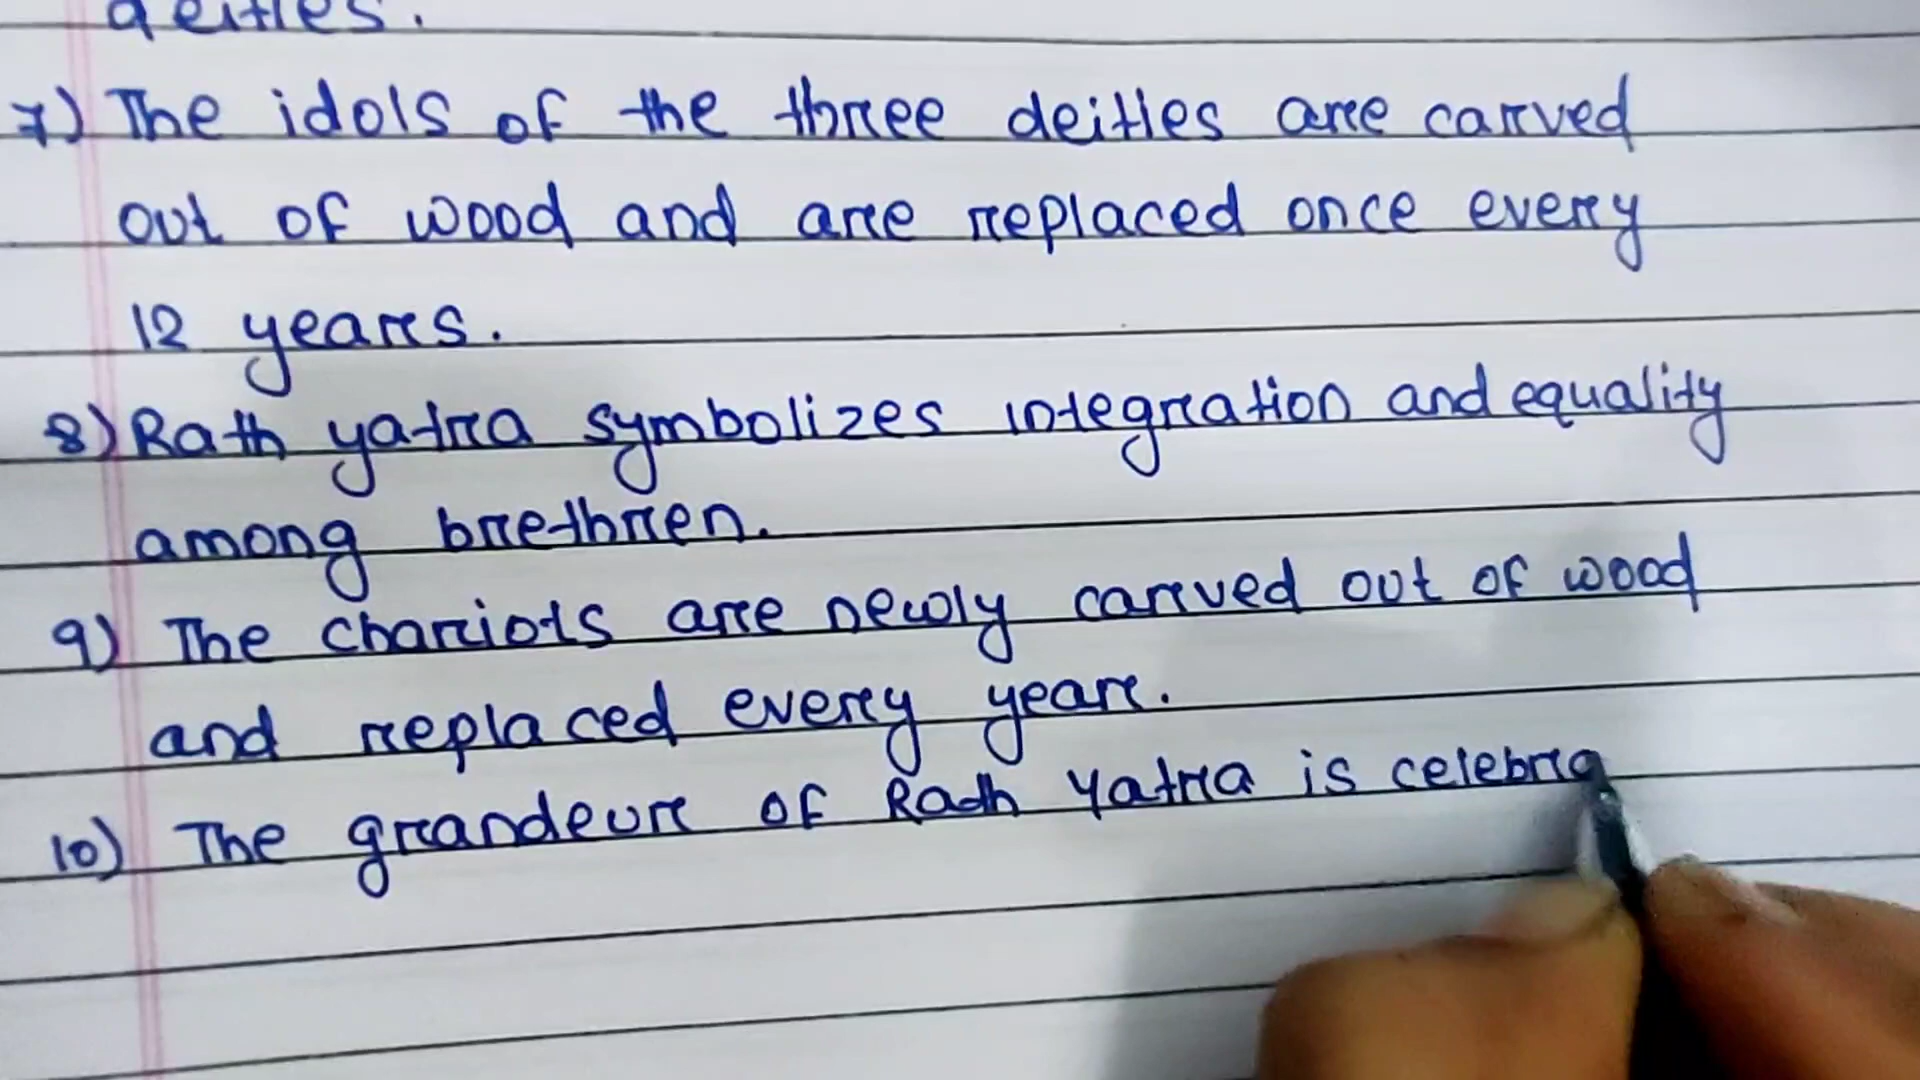 deities.
7) The idols of the three deities are carved
out of wood and are replaced once every
12 years.
8) Rath yatra symbolizes integration and equality
among brethren.
9) The chariots are newly carved out of wood
and replaced every year.
10) The grandeur of Rath Yatra is celebra